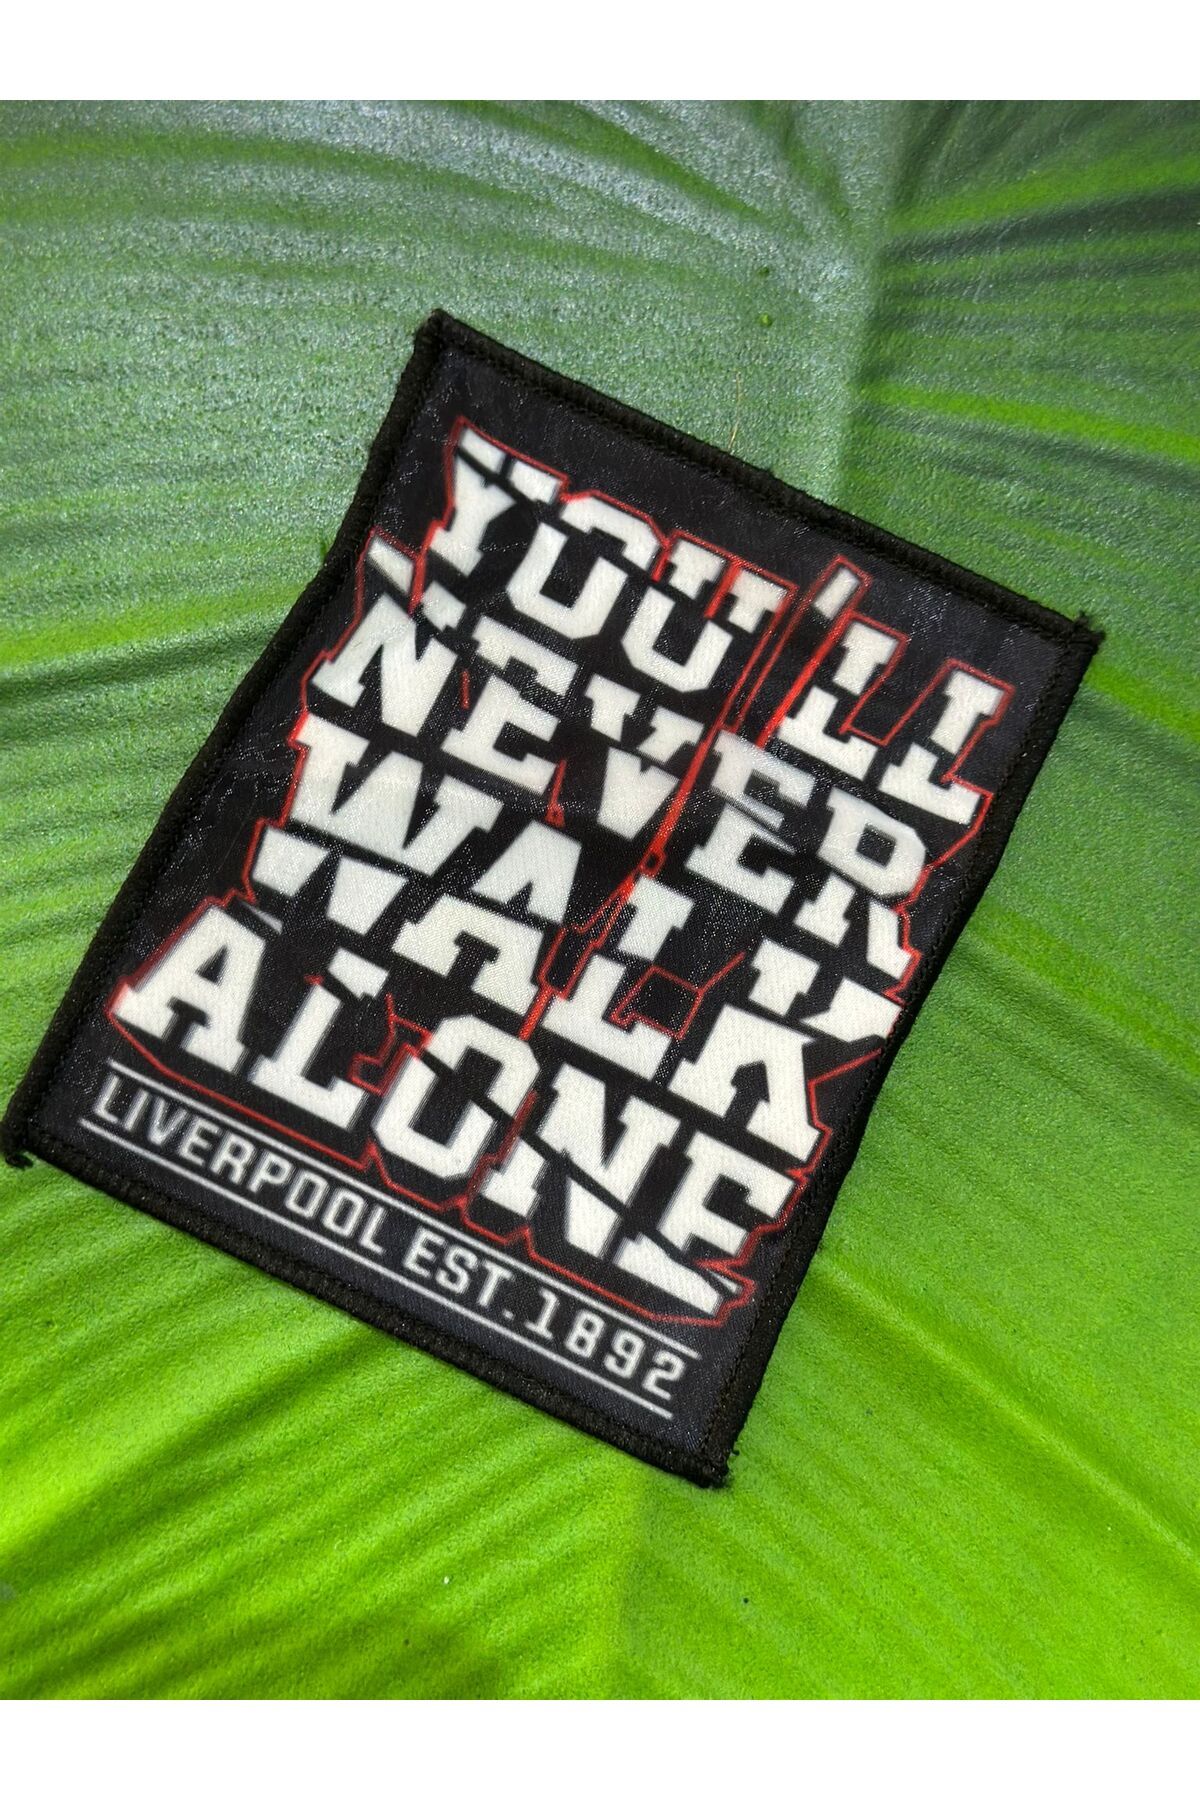 YOU'LL
NEVER
WALK
ALONE
LIVERPOOL EST. 1892